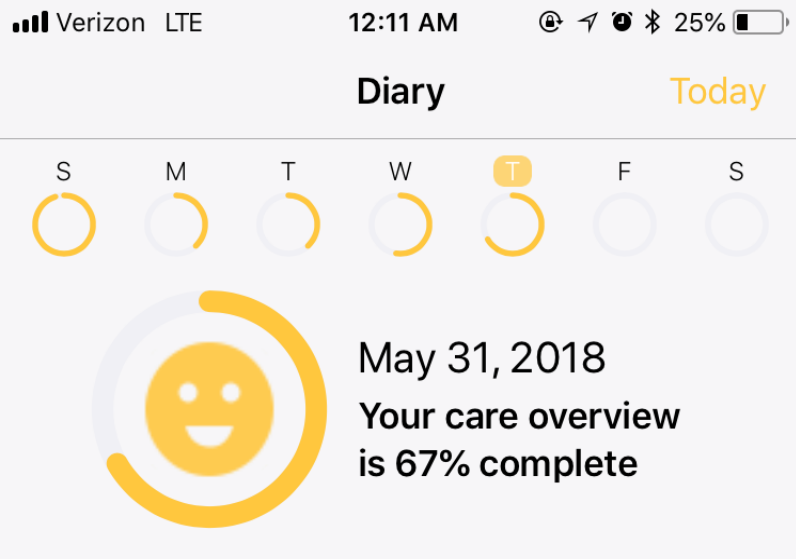 Verizon LTE 12:11 AM 25%
Diary Today
S M T W T F S
May 31, 2018
Your care overview
is 67% complete